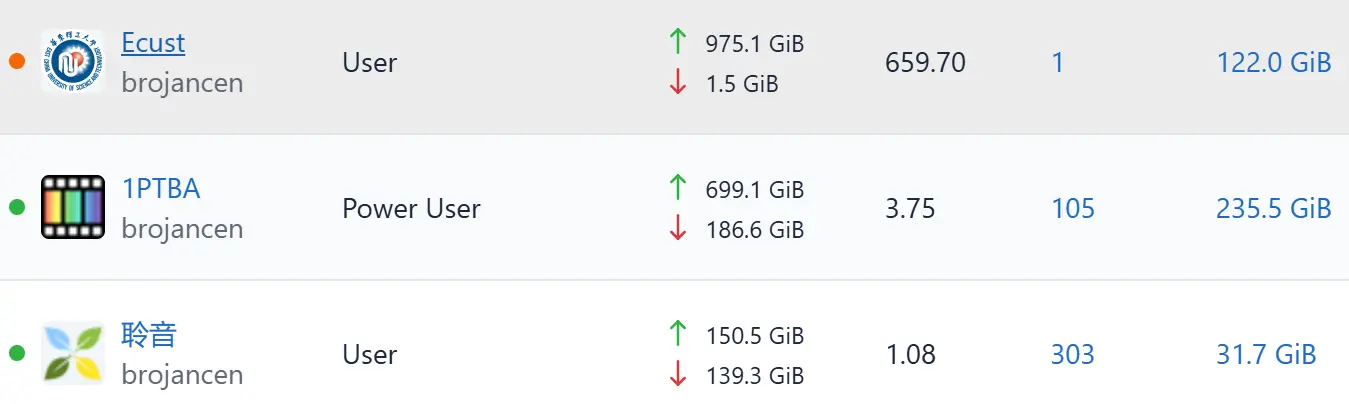 Ecust
brojancen
User
↑ 975.1 GiB
↓ 1.5 GiB
659.70
1
122.0 GiB
1PTBA
brojancen
Power User
↑ 699.1 GiB
↓ 186.6 GiB
3.75
105
235.5 GiB
聆音
brojancen
User
↑ 150.5 GiB
↓ 139.3 GiB
1.08
303
31.7 GiB